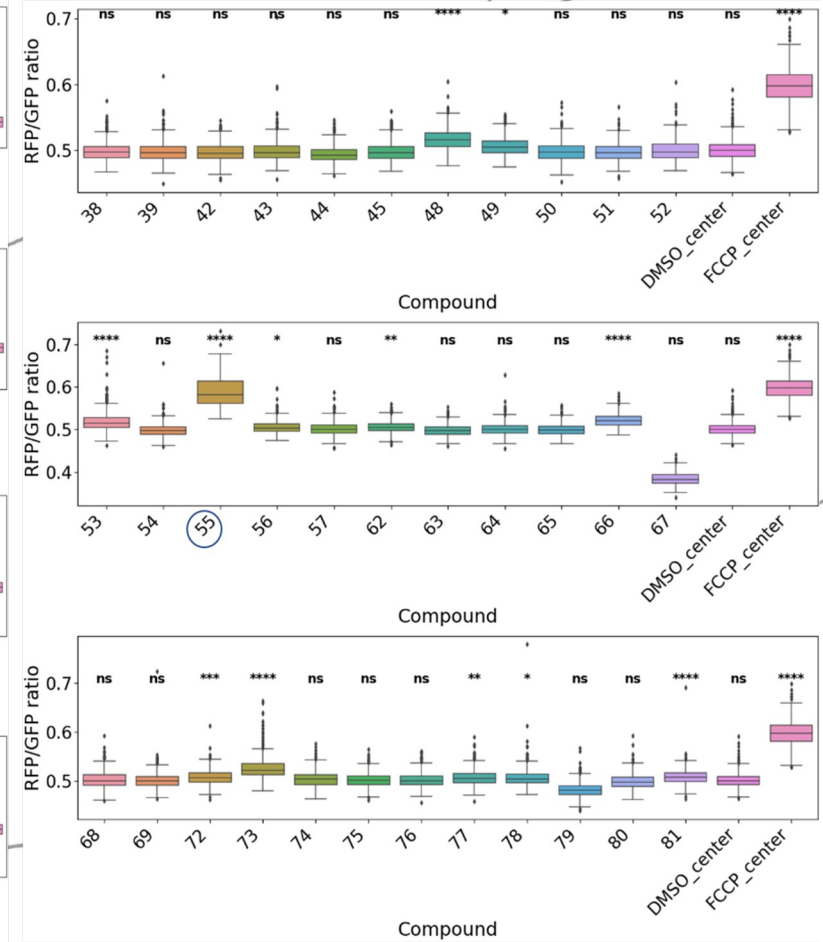 ns ns ns ns ns ns **** * ns ns ns ns ****
RFP/GFP ratio
0.7
0.6
0.5
38 39 42 43 44 45 48 49 50 51 52 DMSO_center FCCP_center
Compound
**** ns **** * ns ** ns ns ns **** ns ns ****
RFP/GFP ratio
0.7
0.6
0.5
0.4
53 54 55 56 57 62 63 64 65 66 67 DMSO_center FCCP_center
Compound
ns ns *** **** ns ns ns ** * ns ns **** ns ****
RFP/GFP ratio
0.7
0.6
0.5
68 69 72 73 74 75 76 77 78 79 80 81 DMSO_center FCCP_center
Compound